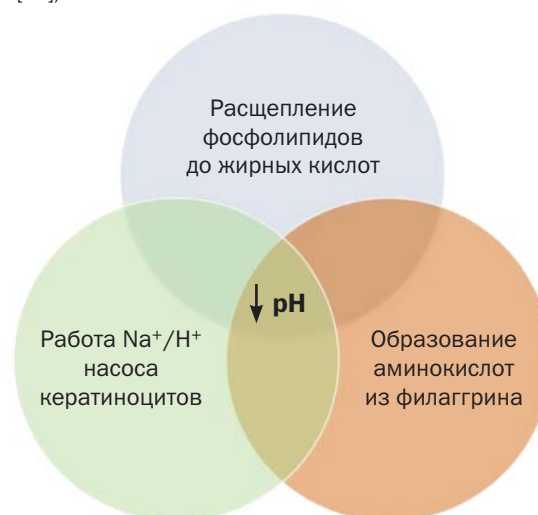 Расщепление
фосфолипидов
до жирных кислот
↓ pH
Работа Na⁺/H⁺
насоса
кератиноцитов
Образование
аминокислот
из филаггрина